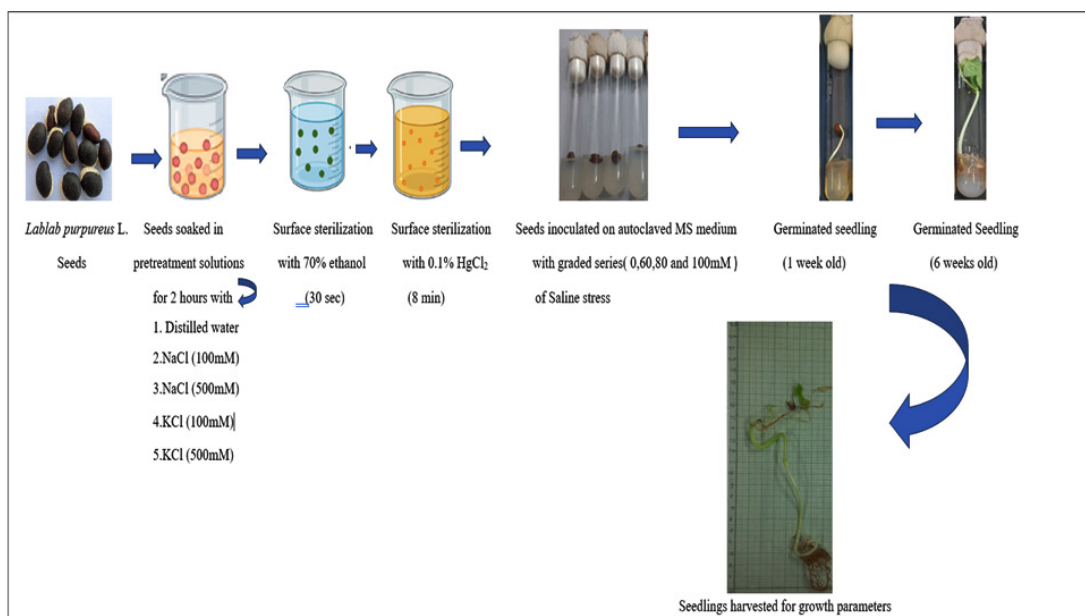 Lablab purpureus L.
Seeds
Seeds soaked in
pretreatment solutions
for 2 hours with
1. Distilled water
2.NaCl (100mM)
3.NaCl (500mM)
4.KCl (100mM)
5.KCl (500mM)
Surface sterilization
with 70% ethanol
(30 sec)
Surface sterilization
with 0.1% HgCl₂
(8 min)
Seeds inoculated on autoclaved MS medium
with graded series( 0,60,80 and 100mM )
of Saline stress
Germinated seedling
(1 week old)
Germinated Seedling
(6 weeks old)
Seedlings harvested for growth parameters